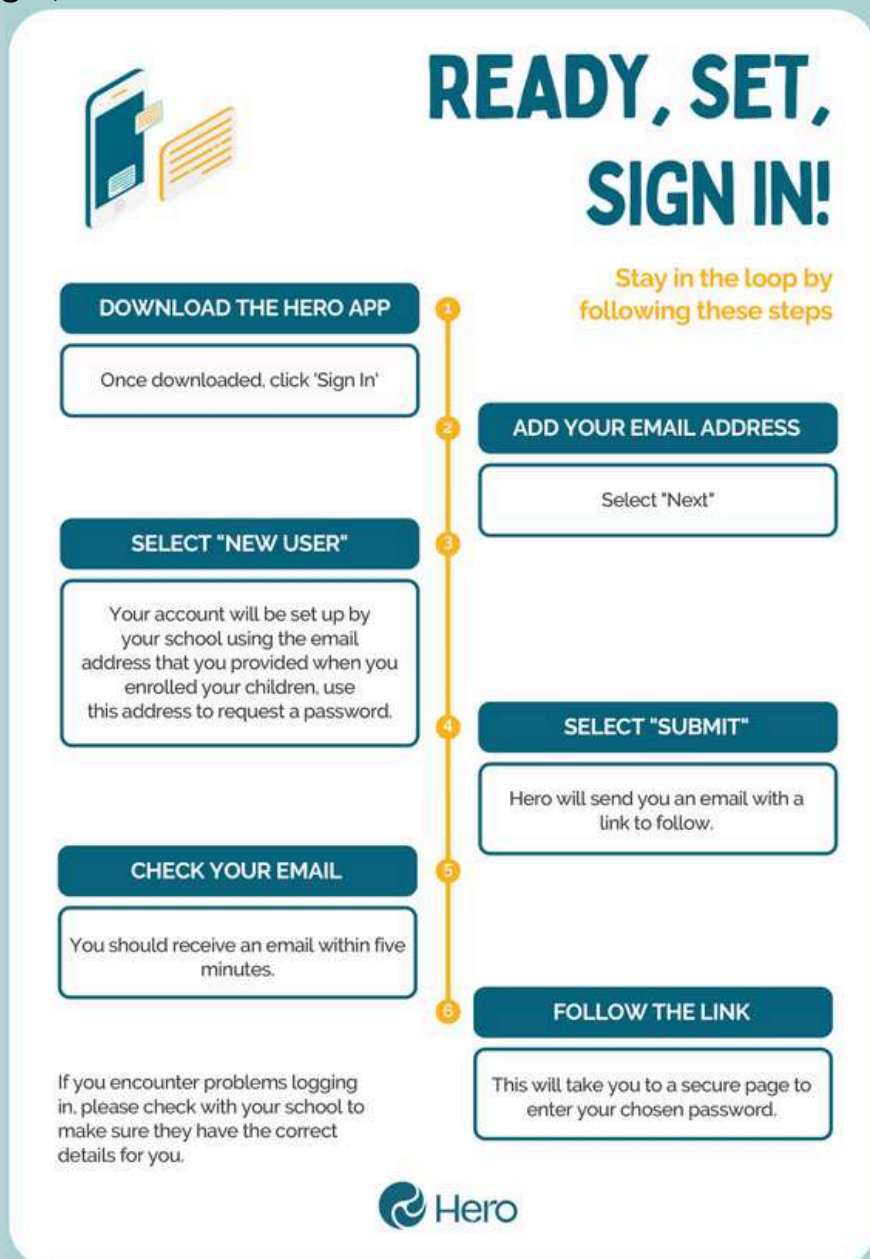 READY, SET,
SIGN IN!
Stay in the loop by
following these steps
1
DOWNLOAD THE HERO APP
Once downloaded, click 'Sign In'
2
ADD YOUR EMAIL ADDRESS
Select "Next"
3
SELECT "NEW USER"
Your account will be set up by
your school using the email
address that you provided when you
enrolled your children, use
this address to request a password.
4
SELECT "SUBMIT"
Hero will send you an email with a
link to follow.
5
CHECK YOUR EMAIL
You should receive an email within five
minutes.
6
FOLLOW THE LINK
This will take you to a secure page to
enter your chosen password.
If you encounter problems logging
in, please check with your school to
make sure they have the correct
details for you.
Hero